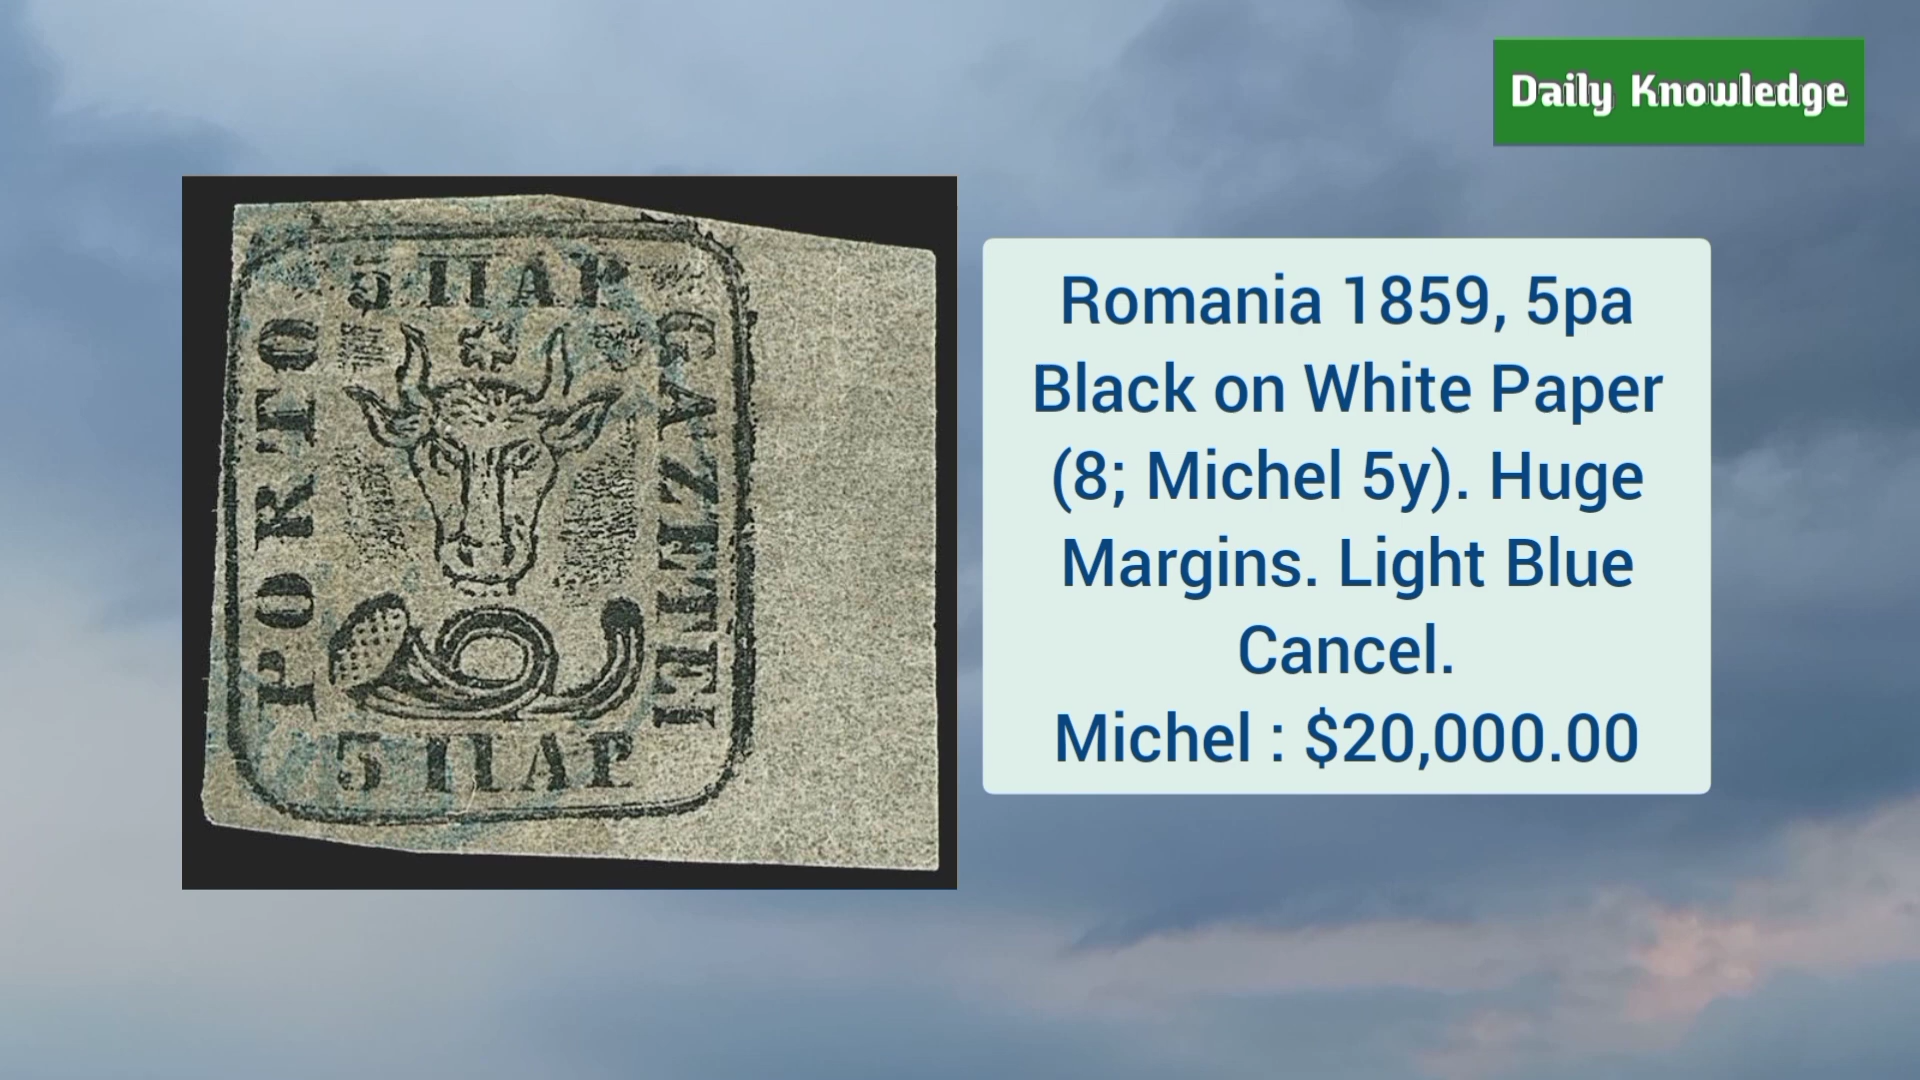 Daily Knowledge
5 ПАР
PORTO
GAZETEI
5 ПАР
Romania 1859, 5pa
Black on White Paper
(8; Michel 5y). Huge
Margins. Light Blue
Cancel.
Michel : $20,000.00